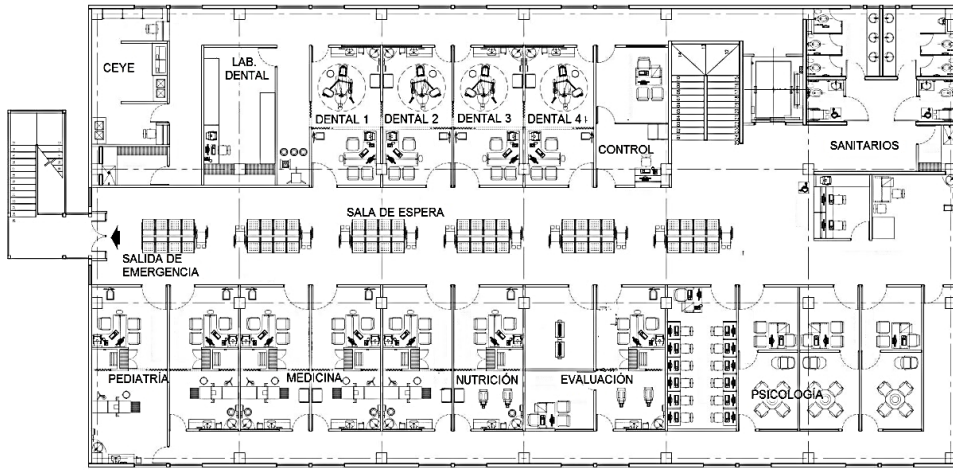 CEYE
LAB.
DENTAL
DENTAL 1
DENTAL 2
DENTAL 3
DENTAL 4
CONTROL
SANITARIOS
SALA DE ESPERA
SALIDA DE
EMERGENCIA
PEDIATRÍA
MEDICINA
NUTRICIÓN
EVALUACIÓN
PSICOLOGÍA